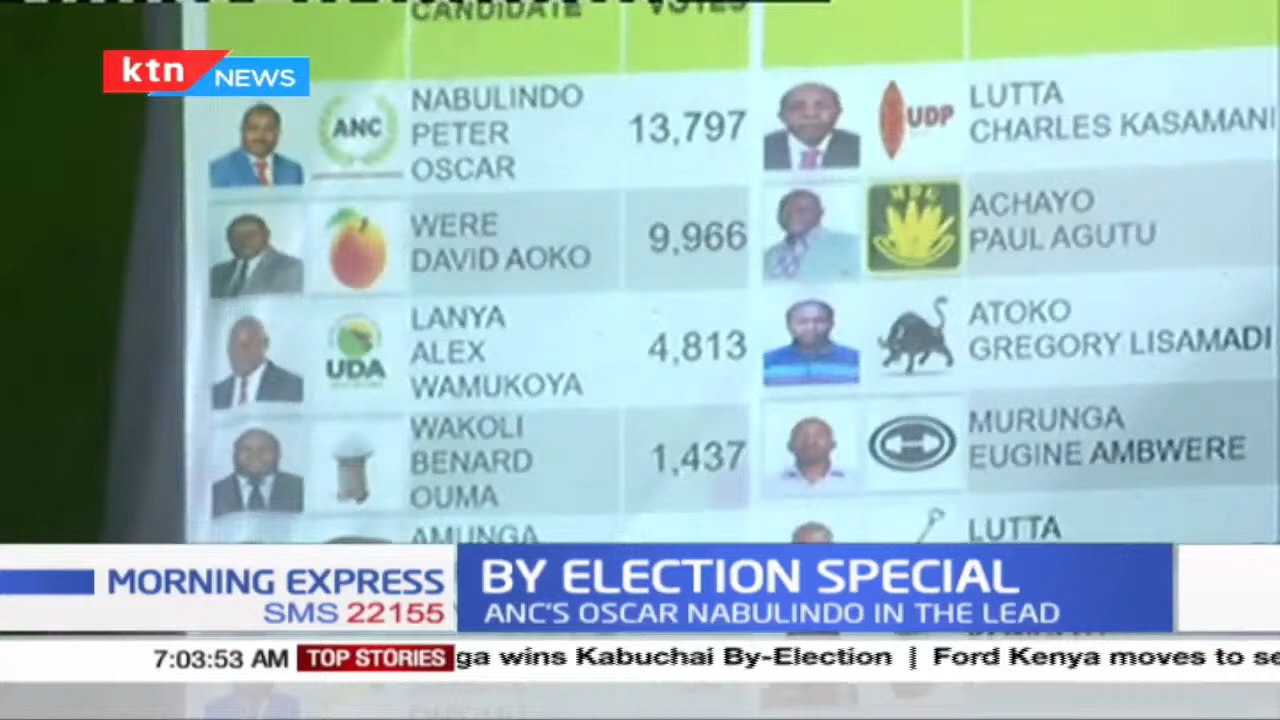 CANDIDATE
VOTES
ktn NEWS
ANC
NABULINDO
PETER
OSCAR
13,797
UDP
LUTTA
CHARLES KASAMANI
WERE
DAVID AOKO
9,966
ACHAYO
PAUL AGUTU
UDA
LANYA
ALEX
WAMUKOYA
4,813
ATOKO
GREGORY LISAMADI
WAKOLI
BENARD
OUMA
1,437
MURUNGA
EUGINE AMBWERE
AMUNGA
LUTTA
MORNING EXPRESS
SMS 22155
BY ELECTION SPECIAL
ANC'S OSCAR NABULINDO IN THE LEAD
7:03:53 AM
TOP STORIES
ga wins Kabuchai By-Election | Ford Kenya moves to se